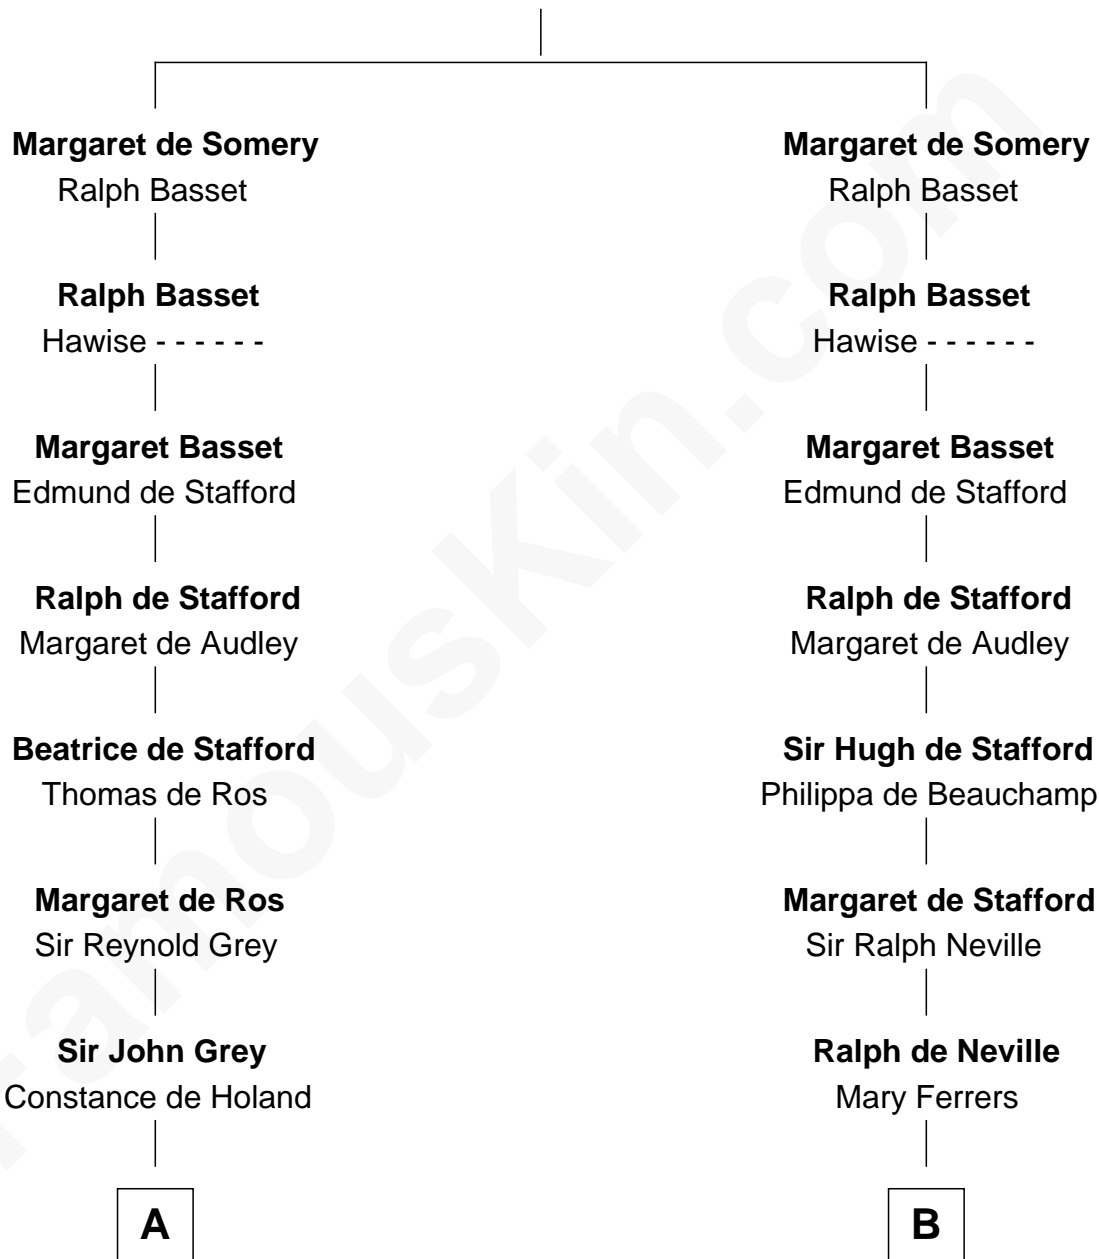 Margaret de Somery
Ralph Basset
Ralph Basset
Hawise - - - - - -
Margaret Basset
Edmund de Stafford
Ralph de Stafford
Margaret de Audley
Beatrice de Stafford
Thomas de Ros
Margaret de Ros
Sir Reynold Grey
Sir John Grey
Constance de Holand
A
Margaret de Somery
Ralph Basset
Ralph Basset
Hawise - - - - - -
Margaret Basset
Edmund de Stafford
Ralph de Stafford
Margaret de Audley
Sir Hugh de Stafford
Philippa de Beauchamp
Margaret de Stafford
Sir Ralph Neville
Ralph de Neville
Mary Ferrers
B
FamousKin.com